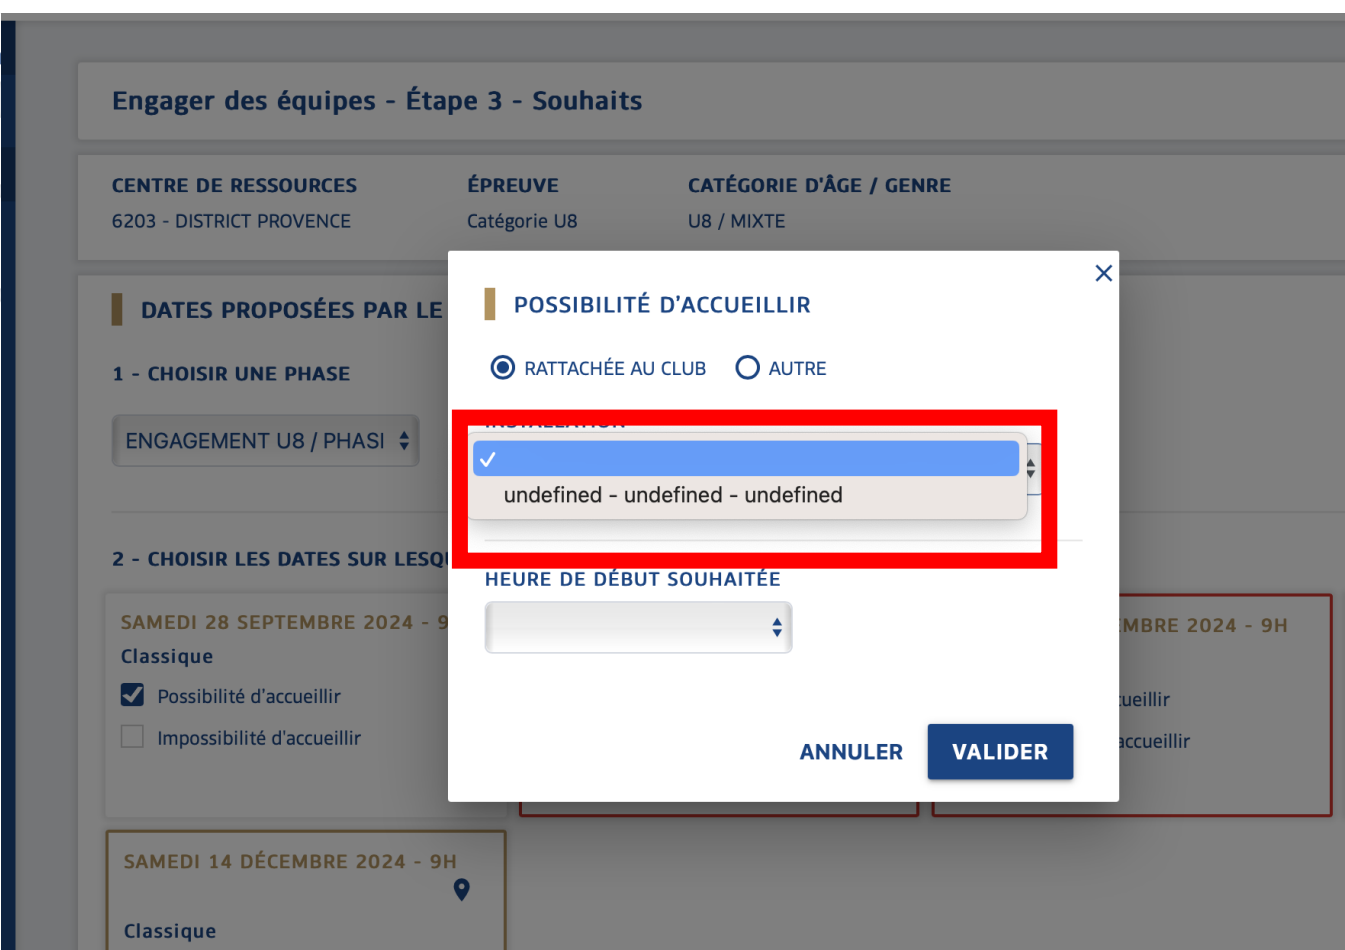 Engager des équipes - Étape 3 - Souhaits
CENTRE DE RESSOURCES
ÉPREUVE
CATÉGORIE D'ÂGE / GENRE
6203 - DISTRICT PROVENCE
Catégorie U8
U8 / MIXTE
DATES PROPOSÉES PAR LE
1 - CHOISIR UNE PHASE
ENGAGEMENT U8 / PHASI
2 - CHOISIR LES DATES SUR LESQU
SAMEDI 28 SEPTEMBRE 2024 - 9
Classique
Possibilité d'accueillir
Impossibilité d'accueillir
MBRE 2024 - 9H
ueillir
accueillir
SAMEDI 14 DÉCEMBRE 2024 - 9H
Classique
POSSIBILITÉ D'ACCUEILLIR
RATTACHÉE AU CLUB
AUTRE
INSTALLATION
undefined - undefined - undefined
HEURE DE DÉBUT SOUHAITÉE
ANNULER
VALIDER